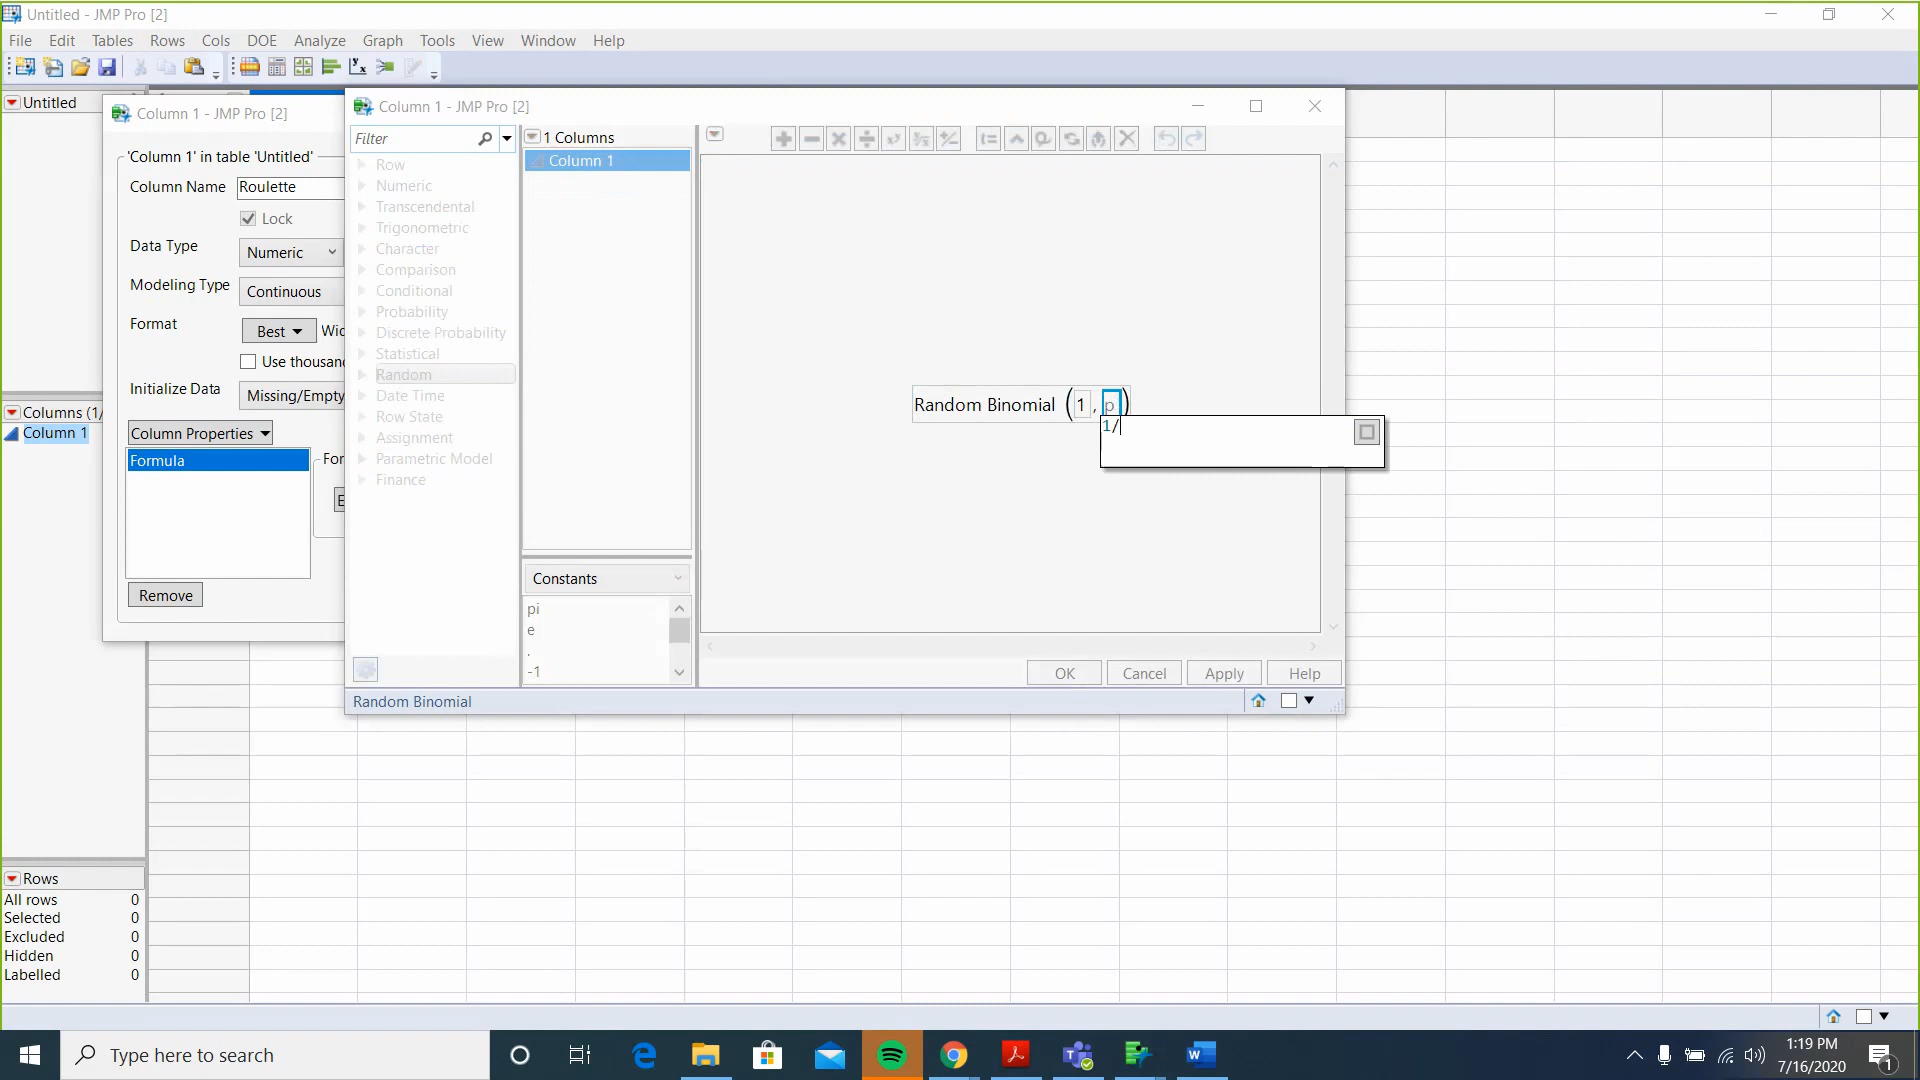 Untitled - JMP Pro [2]
File Edit Tables Rows Cols DOE Analyze Graph Tools View Window Help
Untitled
Column 1 - JMP Pro [2]
'Column 1' in table 'Untitled'
Column Name Roulette
Lock
Data Type Numeric
Modeling Type Continuous
Format Best
Use
Initialize Data Missing/Empty
Column Properties
Formula
Remove
Columns
Column 1
Rows
All rows 0
Selected 0
Excluded 0
Hidden 0
Labelled 0
Column 1 - JMP Pro [2]
Filter
Row
Numeric
Transcendental
Trigonometric
Character
Comparison
Conditional
Probability
Discrete Probability
Statistical
Random
Date Time
Row State
Assignment
Parametric Model
Finance
1 Columns
Column 1
Constants
pi
e
.
-1
Random Binomial (1, p)
1/
OK Cancel Apply Help
Random Binomial
Type here to search
1:19 PM
7/16/2020
1